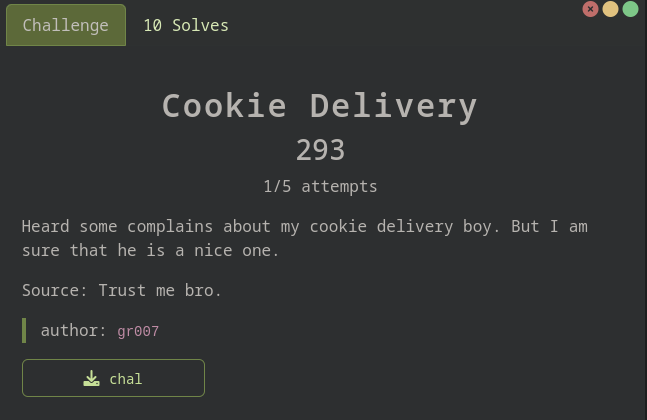 Challenge
10 Solves
Cookie Delivery
293
1/5 attempts
Heard some complains about my cookie delivery boy. But I am
sure that he is a nice one.
Source: Trust me bro.
author: gr007
chal